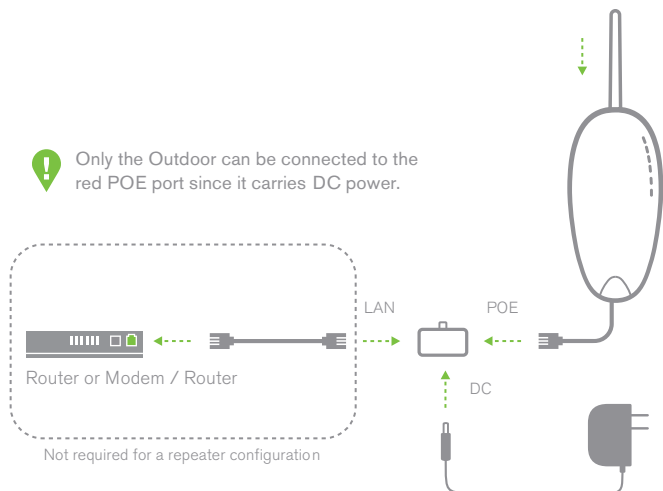 Only the Outdoor can be connected to the
red POE port since it carries DC power.
LAN
POE
Router or Modem / Router
DC
Not required for a repeater configuration